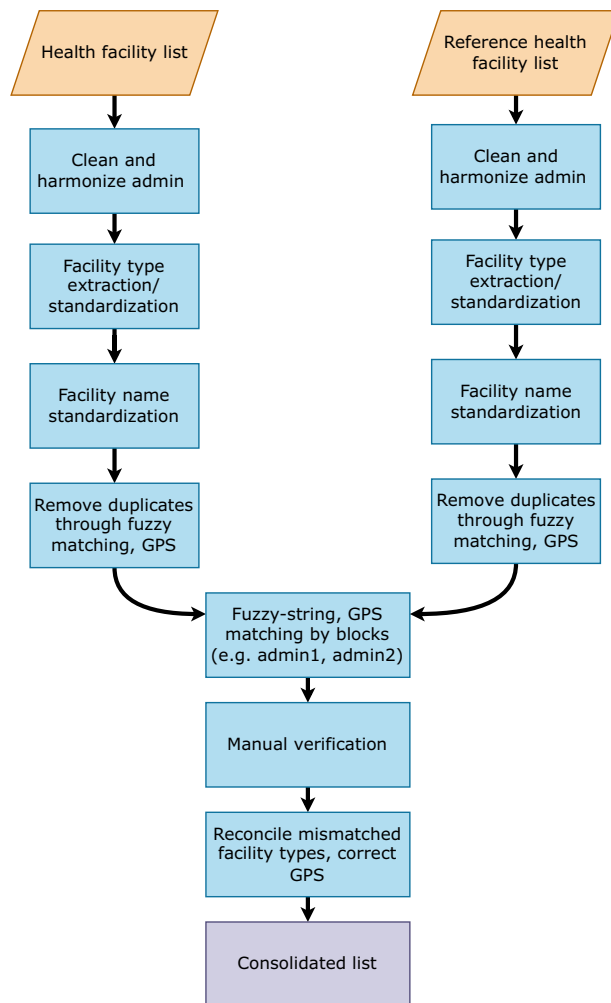 Health facility list
Reference health
facility list
Clean and
harmonize admin
Clean and
harmonize admin
Facility type
extraction/
standardization
Facility type
extraction/
standardization
Facility name
standardization
Facility name
standardization
Remove duplicates
through fuzzy
matching, GPS
Remove duplicates
through fuzzy
matching, GPS
Fuzzy-string, GPS
matching by blocks
(e.g. admin1, admin2)
Manual verification
Reconcile mismatched
facility types, correct
GPS
Consolidated list